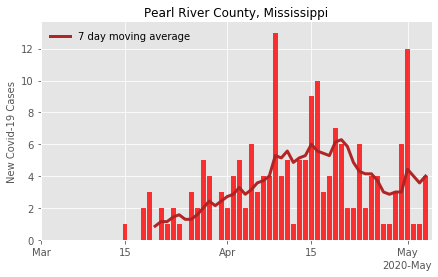 Pearl River County, Mississippi
7 day moving average
New Covid-19 Cases
12
10
8
6
4
2
0
Mar
15
Apr
15
May
2020-May